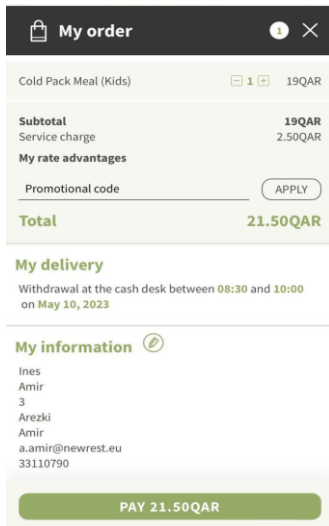 My order 1
Cold Pack Meal (Kids) 1 19QAR
Subtotal 19QAR
Service charge 2.50QAR
My rate advantages
Promotional code APPLY
Total 21.50QAR
My delivery
Withdrawal at the cash desk between 08:30 and 10:00
on May 10, 2023
My information
Ines
Amir
3
Arezki
Amir
a.amir@newrest.eu
33110790
PAY 21.50QAR